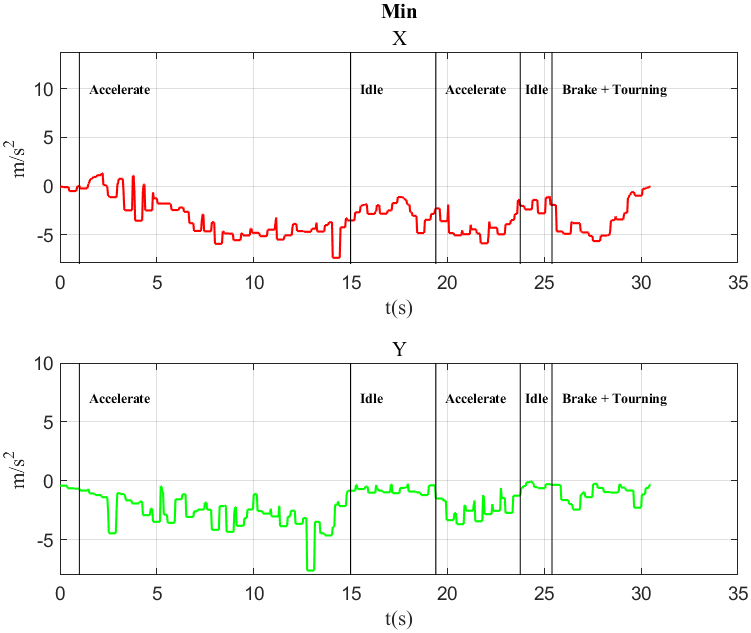 Min
X
m/s²
10
5
0
-5
Accelerate Idle Accelerate Idle Brake + Tourning
0 5 10 15 20 25 30 35
t(s)
Y
m/s²
10
5
0
-5
Accelerate Idle Accelerate Idle Brake + Tourning
0 5 10 15 20 25 30 35
t(s)